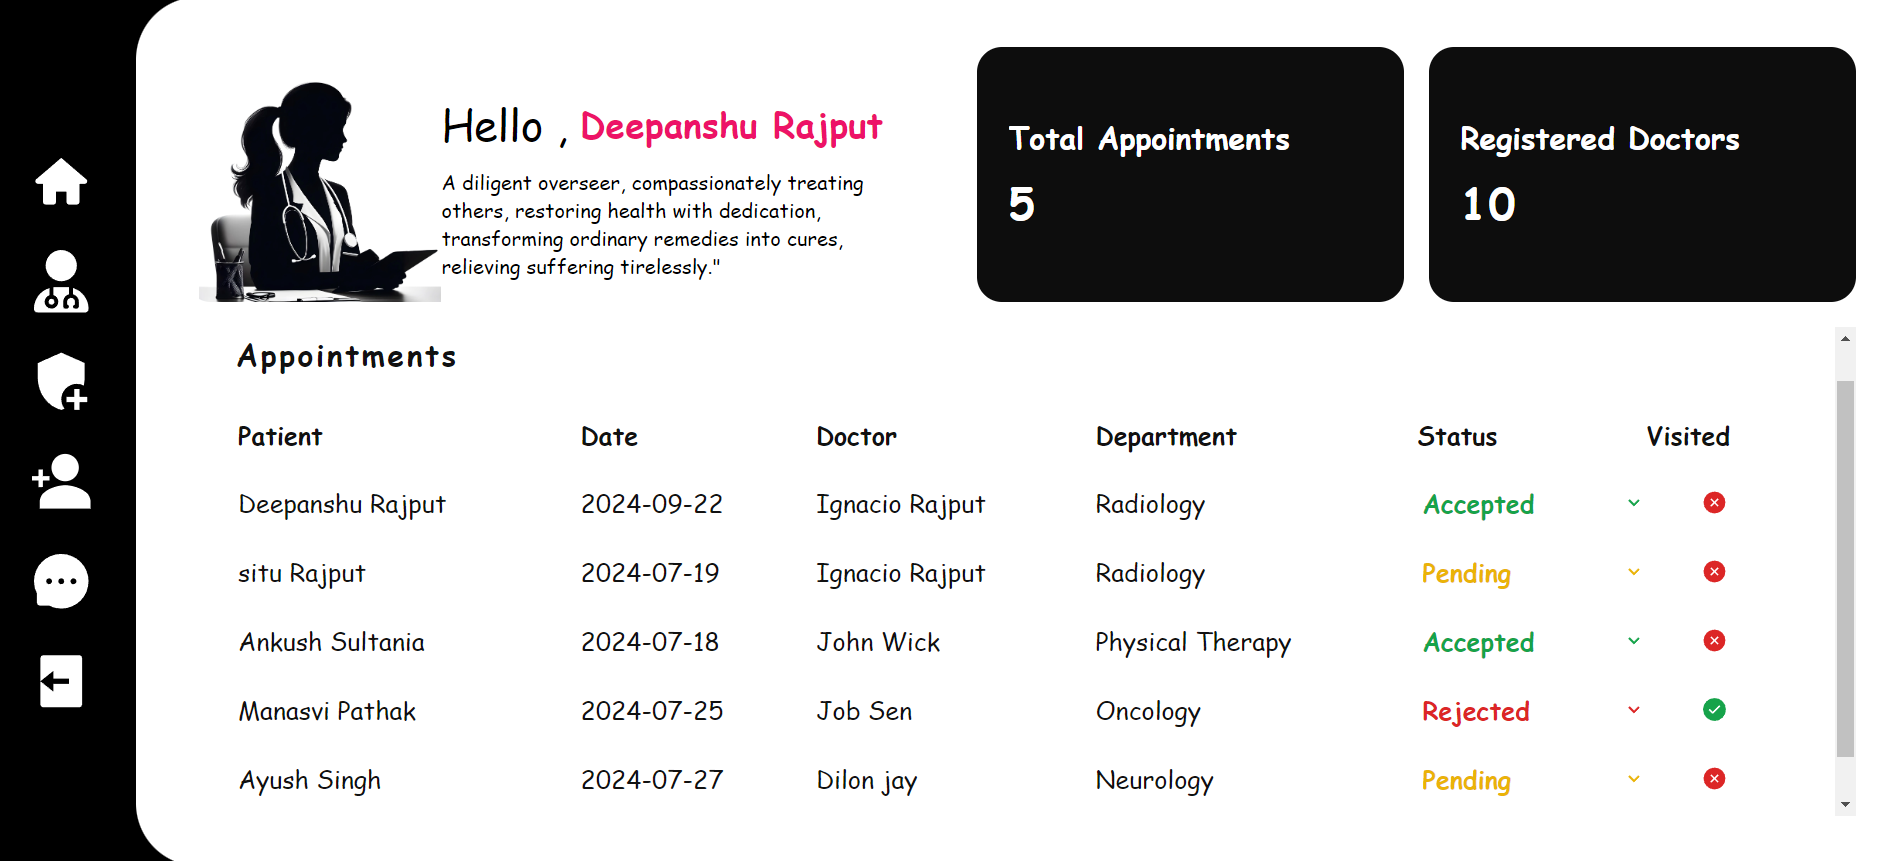 Hello , Deepanshu Rajput
A diligent overseer, compassionately treating
others, restoring health with dedication,
transforming ordinary remedies into cures,
relieving suffering tirelessly."
Total Appointments
5
Registered Doctors
10
Appointments
Patient Date Doctor Department Status Visited
Deepanshu Rajput 2024-09-22 Ignacio Rajput Radiology Accepted
situ Rajput 2024-07-19 Ignacio Rajput Radiology Pending
Ankush Sultania 2024-07-18 John Wick Physical Therapy Accepted
Manasvi Pathak 2024-07-25 Job Sen Oncology Rejected
Ayush Singh 2024-07-27 Dilon jay Neurology Pending